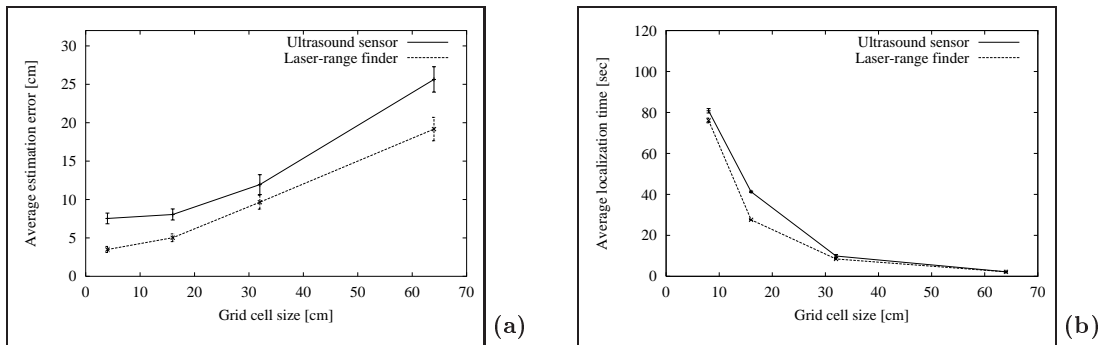 Ultrasound sensor
Laser-range finder
Average estimation error [cm]
30
25
20
15
10
5
0
0 10 20 30 40 50 60 70
Grid cell size [cm]
(a)
Ultrasound sensor
Laser-range finder
Average localization time [sec]
120
100
80
60
40
20
0
0 10 20 30 40 50 60 70
Grid cell size [cm]
(b)